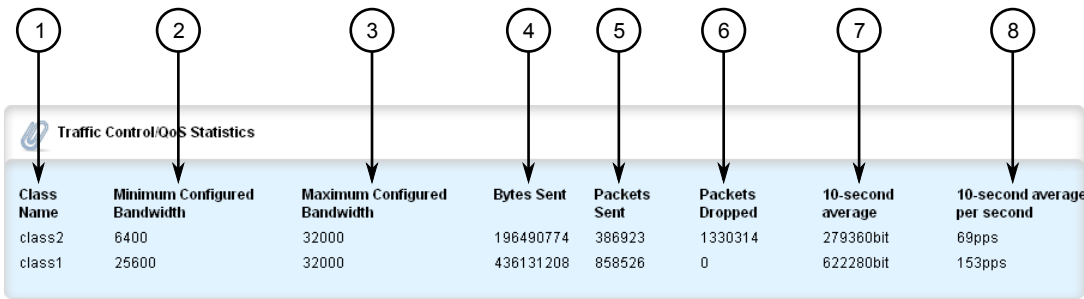 1 2 3 4 5 6 7 8
Traffic Control/QoS Statistics
Class Name Minimum Configured Bandwidth Maximum Configured Bandwidth Bytes Sent Packets Sent Packets Dropped 10-second average 10-second average per second
class2 6400 32000 196490774 386923 1330314 279360bit 69pps
class1 25600 32000 436131208 858526 0 622280bit 153pps